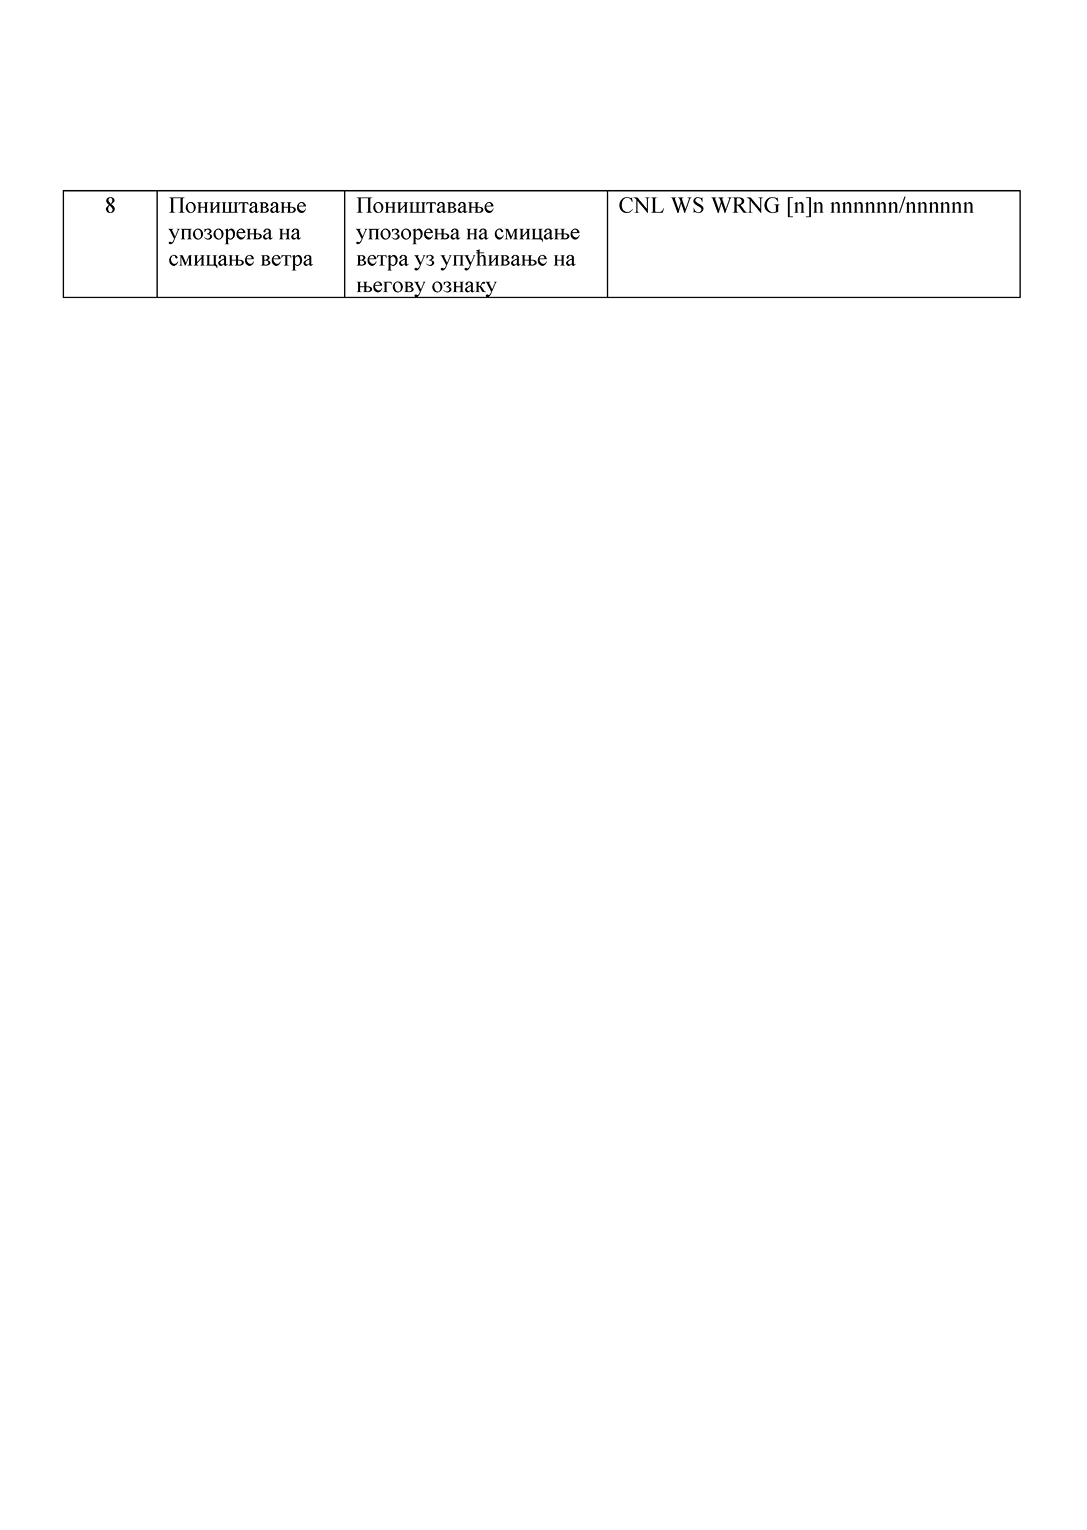 8
Поништавање
упозорења на
смицање ветра
Поништавање
упозорења на смицање
ветра уз упућивање на
његову ознаку
CNL WS WRNG [n]n nnnnnn/nnnnnn